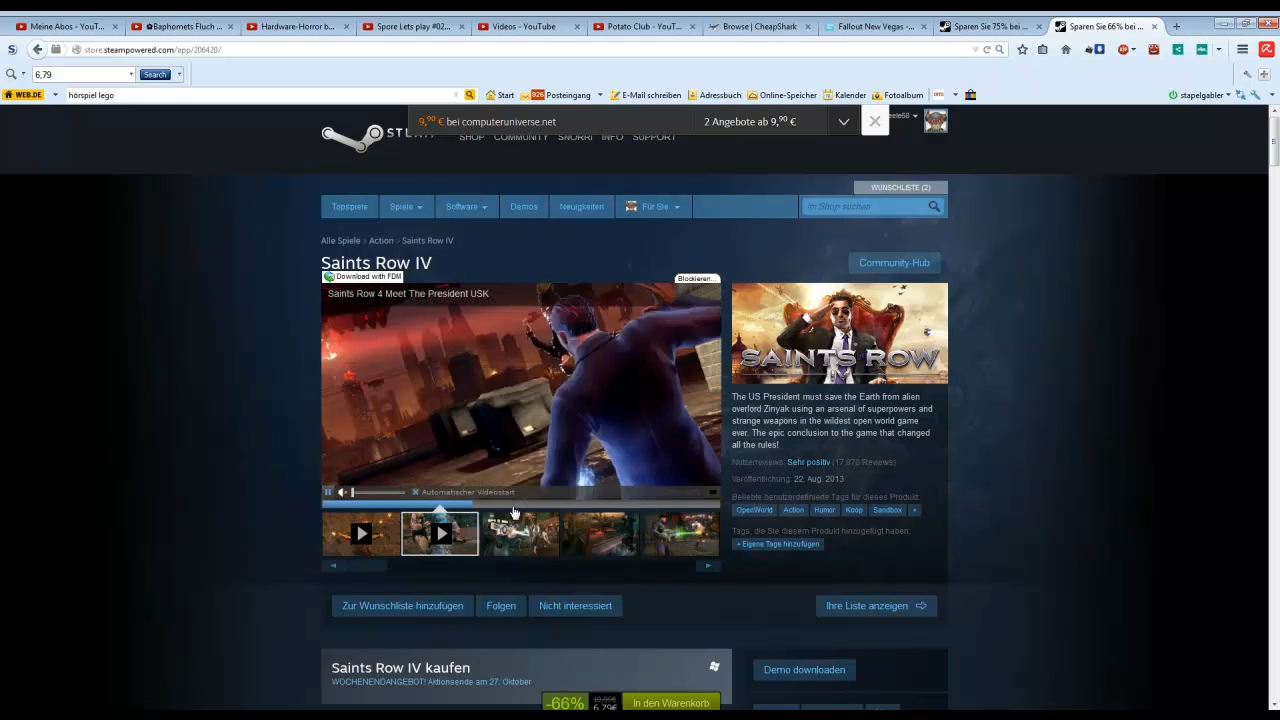 Meine Abos - YouT...
✿Baphomets Fluch ...
Hardware-Horror b...
Spore Lets play #02...
Videos - YouTube
Potato Club - YouT...
Browse | CheapShark
Fallout New Vegas -...
Sparen Sie 75% bei ...
Sparen Sie 66% bei ...
store.steampowered.com/app/206420/
6,79
Search
WEB.DE
hörspiel lego
Start
926 Posteingang
E-Mail schreiben
Adressbuch
Online-Speicher
Kalender
Fotoalbum
stapelgabler
9,90 € bei computeruniverse.net
2 Angebote ab 9,90 €
SHOP COMMUNITY INFO SUPPORT
WUNSCHLISTE (2)
Topspiele
Spiele
Software
Demos
Neuigkeiten
Für Sie
im Shop suchen
Alle Spiele > Action > Saints Row IV
Saints Row IV
Community-Hub
Download with FDM
Blockieren...
Saints Row 4 Meet The President USK
SAINTS ROW
The US President must save the Earth from alien
overlord Zinyak using an arsenal of superpowers and
strange weapons in the wildest open world game
ever. The epic conclusion to the game that changed
all the rules!
Nutzerreviews: Sehr positiv (17,870 Reviews)
Veröffentlichung: 22. Aug. 2013
Automatischer Videostart
Beliebte benutzerdefinierte Tags für dieses Produkt
OpenWorld Action Humor Koop Sandbox +
Tags, die Sie diesem Produkt hinzugefügt haben:
+ Eigene Tags hinzufügen
Zur Wunschliste hinzufügen
Folgen
Nicht interessiert
Ihre Liste anzeigen
Saints Row IV kaufen
WOCHENENDANGEBOT! Aktionsende am 27. Oktober
Demo downloaden
-66%
19,99€
6,79€
In den Warenkorb